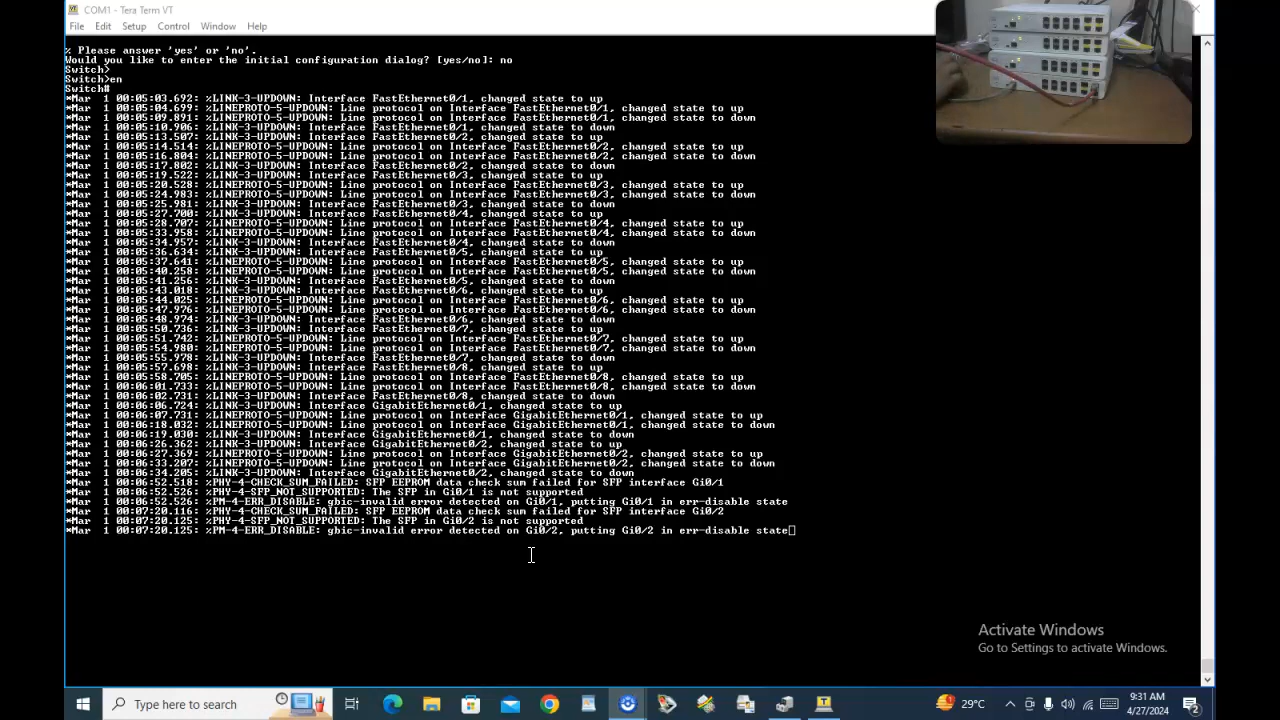 COM1 - Tera Term VT
File Edit Setup Control Window Help
% Please answer 'yes' or 'no'.
Would you like to enter the initial configuration dialog? [yes/no]: no
Switch>
Switch>en
Switch#
*Mar  1 00:05:03.692: %LINK-3-UPDOWN: Interface FastEthernet0/1, changed state to up
*Mar  1 00:05:04.699: %LINEPROTO-5-UPDOWN: Line protocol on Interface FastEthernet0/1, changed state to up
*Mar  1 00:05:09.891: %LINEPROTO-5-UPDOWN: Line protocol on Interface FastEthernet0/1, changed state to down
*Mar  1 00:05:10.906: %LINK-3-UPDOWN: Interface FastEthernet0/1, changed state to down
*Mar  1 00:05:13.507: %LINK-3-UPDOWN: Interface FastEthernet0/2, changed state to up
*Mar  1 00:05:14.514: %LINEPROTO-5-UPDOWN: Line protocol on Interface FastEthernet0/2, changed state to up
*Mar  1 00:05:16.804: %LINEPROTO-5-UPDOWN: Line protocol on Interface FastEthernet0/2, changed state to down
*Mar  1 00:05:17.802: %LINK-3-UPDOWN: Interface FastEthernet0/2, changed state to down
*Mar  1 00:05:19.522: %LINK-3-UPDOWN: Interface FastEthernet0/3, changed state to up
*Mar  1 00:05:20.528: %LINEPROTO-5-UPDOWN: Line protocol on Interface FastEthernet0/3, changed state to up
*Mar  1 00:05:24.983: %LINEPROTO-5-UPDOWN: Line protocol on Interface FastEthernet0/3, changed state to down
*Mar  1 00:05:25.981: %LINK-3-UPDOWN: Interface FastEthernet0/3, changed state to down
*Mar  1 00:05:27.700: %LINK-3-UPDOWN: Interface FastEthernet0/4, changed state to up
*Mar  1 00:05:28.707: %LINEPROTO-5-UPDOWN: Line protocol on Interface FastEthernet0/4, changed state to up
*Mar  1 00:05:33.958: %LINEPROTO-5-UPDOWN: Line protocol on Interface FastEthernet0/4, changed state to down
*Mar  1 00:05:34.957: %LINK-3-UPDOWN: Interface FastEthernet0/4, changed state to down
*Mar  1 00:05:36.634: %LINK-3-UPDOWN: Interface FastEthernet0/5, changed state to up
*Mar  1 00:05:37.641: %LINEPROTO-5-UPDOWN: Line protocol on Interface FastEthernet0/5, changed state to up
*Mar  1 00:05:40.258: %LINEPROTO-5-UPDOWN: Line protocol on Interface FastEthernet0/5, changed state to down
*Mar  1 00:05:41.256: %LINK-3-UPDOWN: Interface FastEthernet0/5, changed state to down
*Mar  1 00:05:43.018: %LINK-3-UPDOWN: Interface FastEthernet0/6, changed state to up
*Mar  1 00:05:44.025: %LINEPROTO-5-UPDOWN: Line protocol on Interface FastEthernet0/6, changed state to up
*Mar  1 00:05:47.976: %LINEPROTO-5-UPDOWN: Line protocol on Interface FastEthernet0/6, changed state to down
*Mar  1 00:05:48.974: %LINK-3-UPDOWN: Interface FastEthernet0/6, changed state to down
*Mar  1 00:05:50.736: %LINK-3-UPDOWN: Interface FastEthernet0/7, changed state to up
*Mar  1 00:05:51.742: %LINEPROTO-5-UPDOWN: Line protocol on Interface FastEthernet0/7, changed state to up
*Mar  1 00:05:54.980: %LINEPROTO-5-UPDOWN: Line protocol on Interface FastEthernet0/7, changed state to down
*Mar  1 00:05:55.978: %LINK-3-UPDOWN: Interface FastEthernet0/7, changed state to down
*Mar  1 00:05:57.698: %LINK-3-UPDOWN: Interface FastEthernet0/8, changed state to up
*Mar  1 00:05:58.705: %LINEPROTO-5-UPDOWN: Line protocol on Interface FastEthernet0/8, changed state to up
*Mar  1 00:06:01.733: %LINEPROTO-5-UPDOWN: Line protocol on Interface FastEthernet0/8, changed state to down
*Mar  1 00:06:02.731: %LINK-3-UPDOWN: Interface FastEthernet0/8, changed state to down
*Mar  1 00:06:06.724: %LINK-3-UPDOWN: Interface GigabitEthernet0/1, changed state to up
*Mar  1 00:06:07.731: %LINEPROTO-5-UPDOWN: Line protocol on Interface GigabitEthernet0/1, changed state to up
*Mar  1 00:06:18.032: %LINEPROTO-5-UPDOWN: Line protocol on Interface GigabitEthernet0/1, changed state to down
*Mar  1 00:06:19.030: %LINK-3-UPDOWN: Interface GigabitEthernet0/1, changed state to down
*Mar  1 00:06:26.362: %LINK-3-UPDOWN: Interface GigabitEthernet0/2, changed state to up
*Mar  1 00:06:27.369: %LINEPROTO-5-UPDOWN: Line protocol on Interface GigabitEthernet0/2, changed state to up
*Mar  1 00:06:33.207: %LINEPROTO-5-UPDOWN: Line protocol on Interface GigabitEthernet0/2, changed state to down
*Mar  1 00:06:34.205: %LINK-3-UPDOWN: Interface GigabitEthernet0/2, changed state to down
*Mar  1 00:06:52.518: %PHY-4-CHECK_SUM_FAILED: SFP EEPROM data check sum failed for SFP interface Gi0/1
*Mar  1 00:06:52.526: %PHY-4-SFP_NOT_SUPPORTED: The SFP in Gi0/1 is not supported
*Mar  1 00:06:52.526: %PM-4-ERR_DISABLE: gbic-invalid error detected on Gi0/1, putting Gi0/1 in err-disable state
*Mar  1 00:07:20.116: %PHY-4-CHECK_SUM_FAILED: SFP EEPROM data check sum failed for SFP interface Gi0/2
*Mar  1 00:07:20.125: %PHY-4-SFP_NOT_SUPPORTED: The SFP in Gi0/2 is not supported
*Mar  1 00:07:20.125: %PM-4-ERR_DISABLE: gbic-invalid error detected on Gi0/2, putting Gi0/2 in err-disable state
Activate Windows
Go to Settings to activate Windows.
Type here to search
29°C
9:31 AM
4/27/2024
2